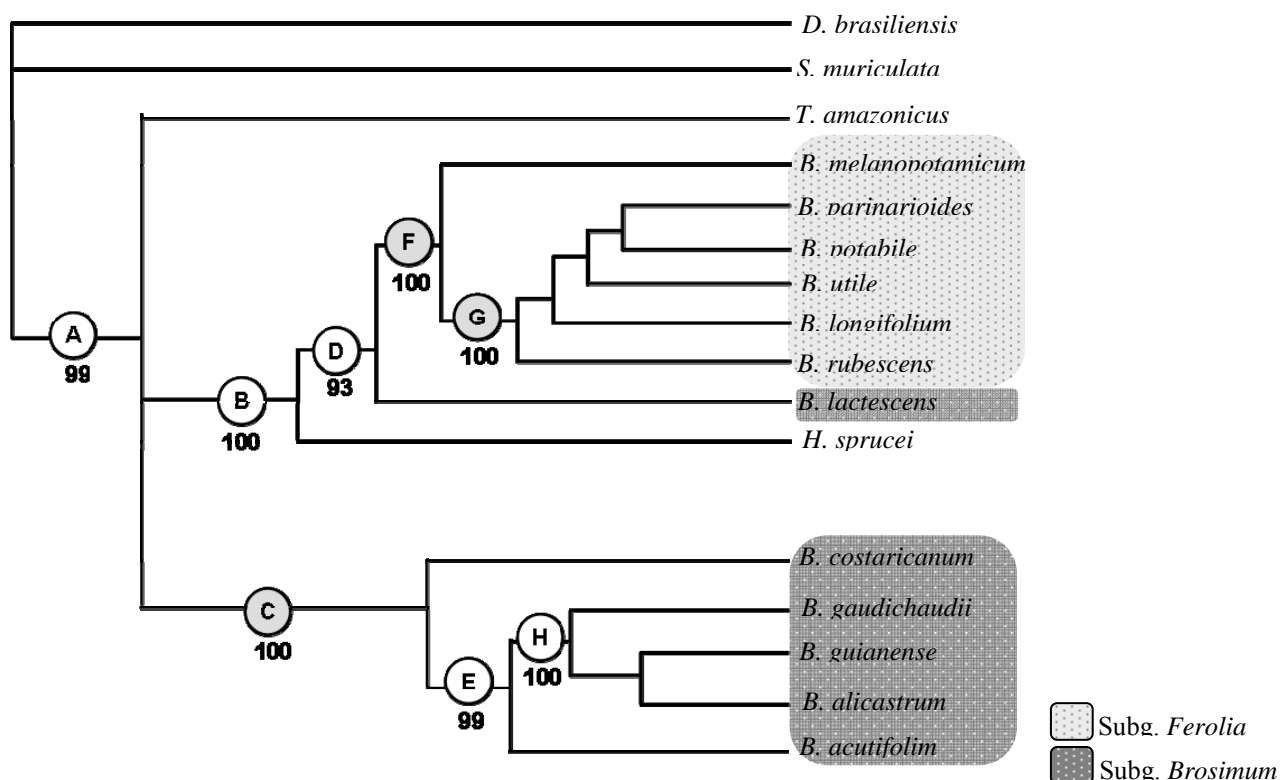 D. brasiliensis
S. muriculata
T. amazonicus
B. melanopotamicum
B. parinarioides
F
B. potabile
100
B. utile
G
B. longifolium
A
D
100
B. rubescens
99
93
B
B. lactescens
100
H. sprucei
B. costaricanum
C
B. gaudichaudii
100
H
B. guianense
E
100
B. alicastrum
99
B. acutifolim
Subg. Ferolia
Subg. Brosimum